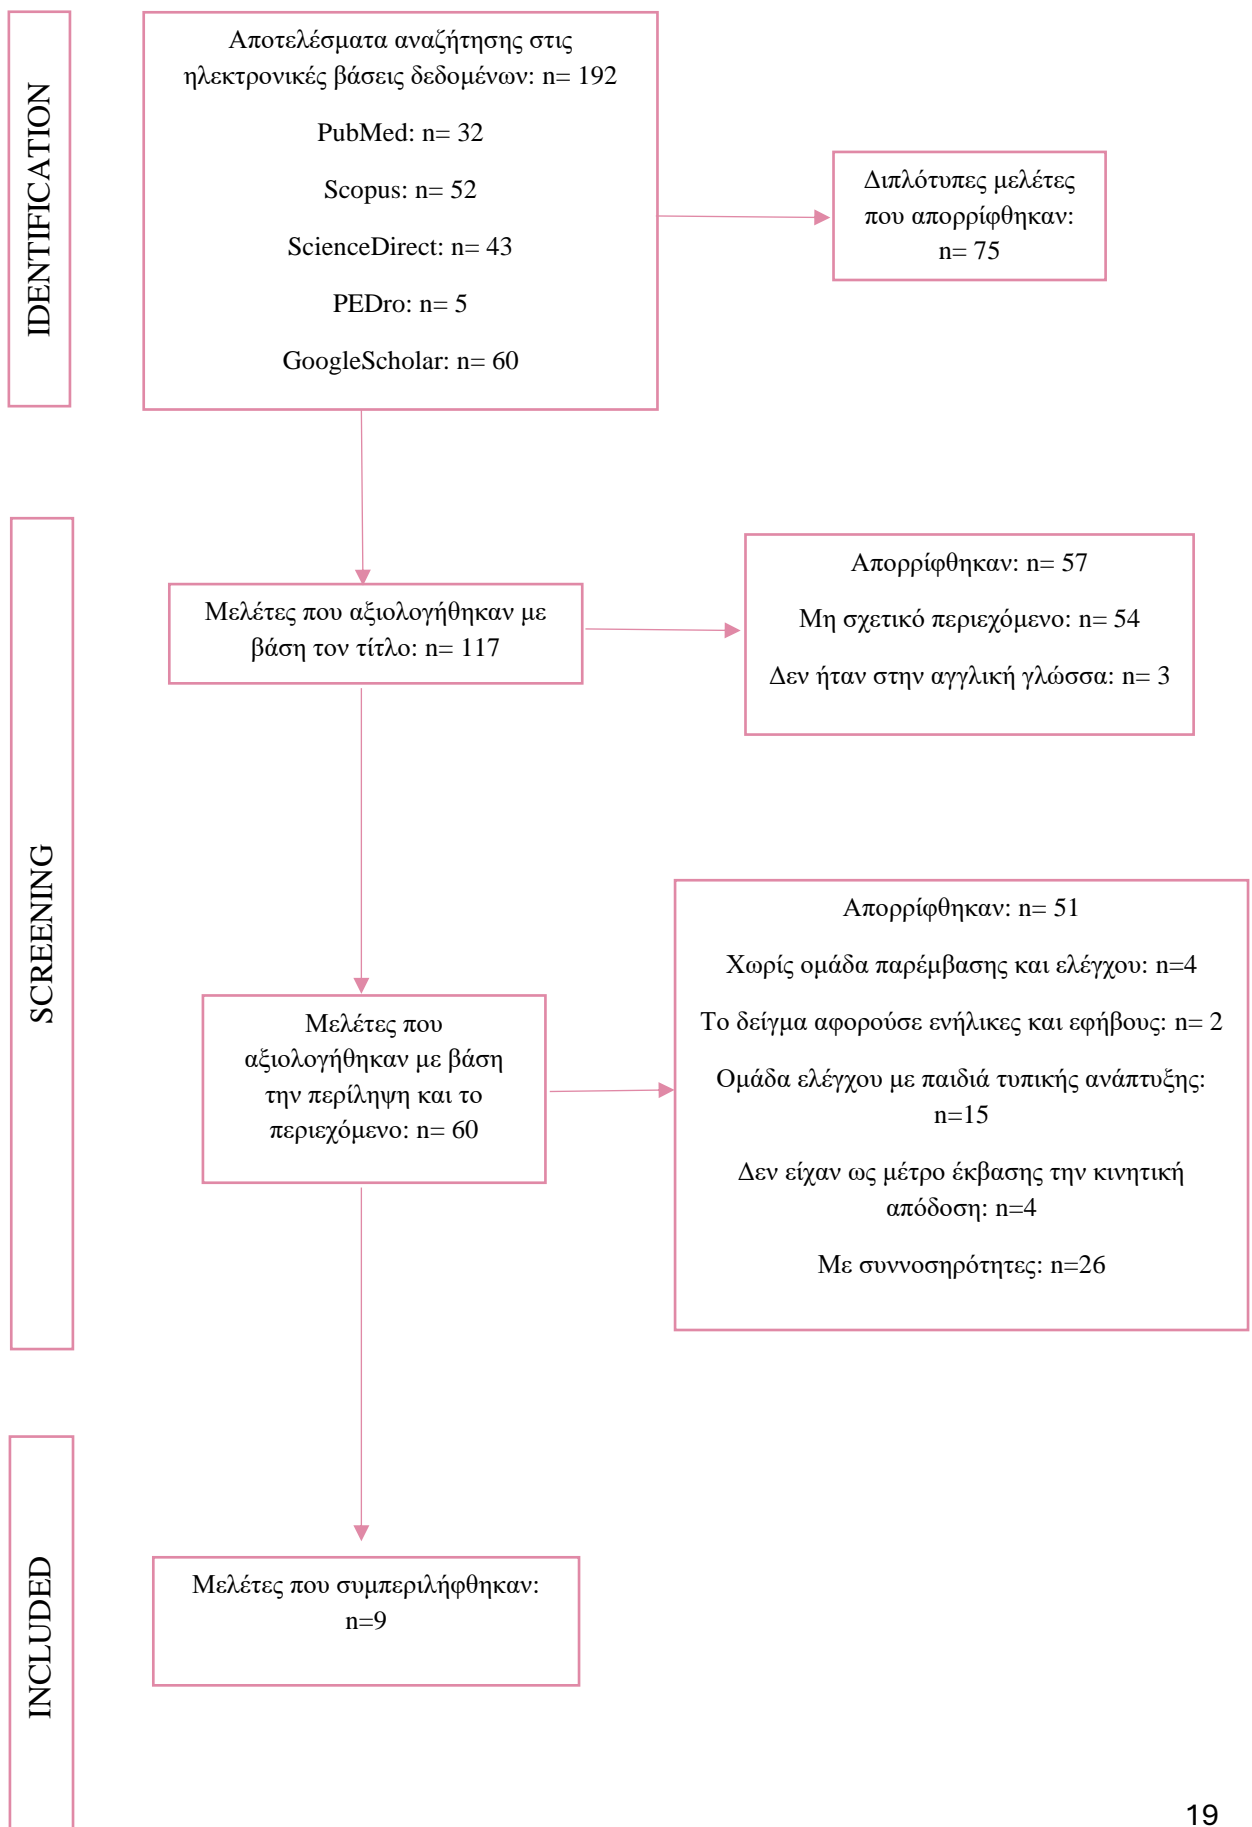 IDENTIFICATION
Αποτελέσματα αναζήτησης στις
ηλεκτρονικές βάσεις δεδομένων: n= 192
PubMed: n= 32
Scopus: n= 52
ScienceDirect: n= 43
PEDro: n= 5
GoogleScholar: n= 60
Διπλότυπες μελέτες
που απορρίφθηκαν:
n= 75
SCREENING
Μελέτες που αξιολογήθηκαν με
βάση τον τίτλο: n= 117
Απορρίφθηκαν: n= 57
Μη σχετικό περιεχόμενο: n= 54
Δεν ήταν στην αγγλική γλώσσα: n= 3
Μελέτες που
αξιολογήθηκαν με βάση
την περίληψη και το
περιεχόμενο: n= 60
Απορρίφθηκαν: n= 51
Χωρίς ομάδα παρέμβασης και ελέγχου: n=4
Το δείγμα αφορούσε ενήλικες και εφήβους: n= 2
Ομάδα ελέγχου με παιδιά τυπικής ανάπτυξης:
n=15
Δεν είχαν ως μέτρο έκβασης την κινητική
απόδοση: n=4
Με συννοσηρότητες: n=26
INCLUDED
Μελέτες που συμπεριλήφθηκαν:
n=9
19